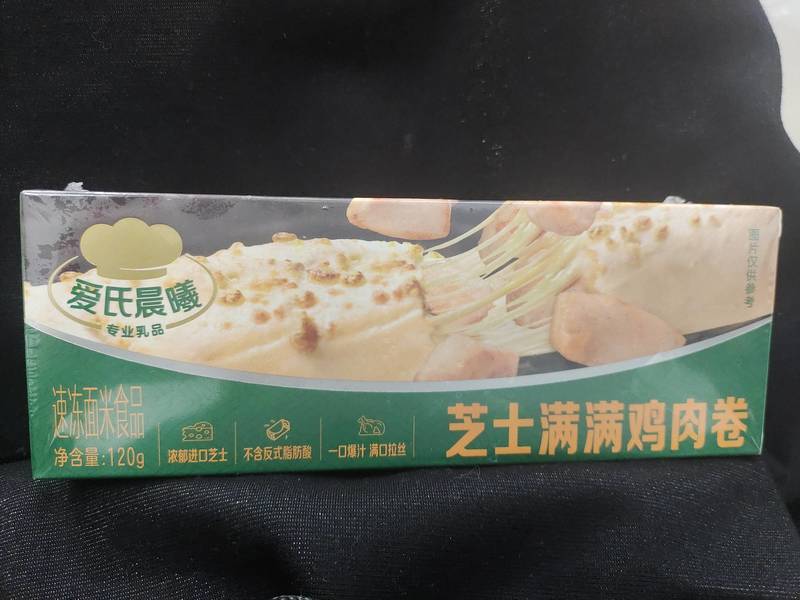 爱氏晨曦
专业乳品
图片仅供参考
速冻面米食品
净含量:120g
浓郁进口芝士
不含反式脂肪酸
一口爆汁 满口拉丝
芝士满满鸡肉卷